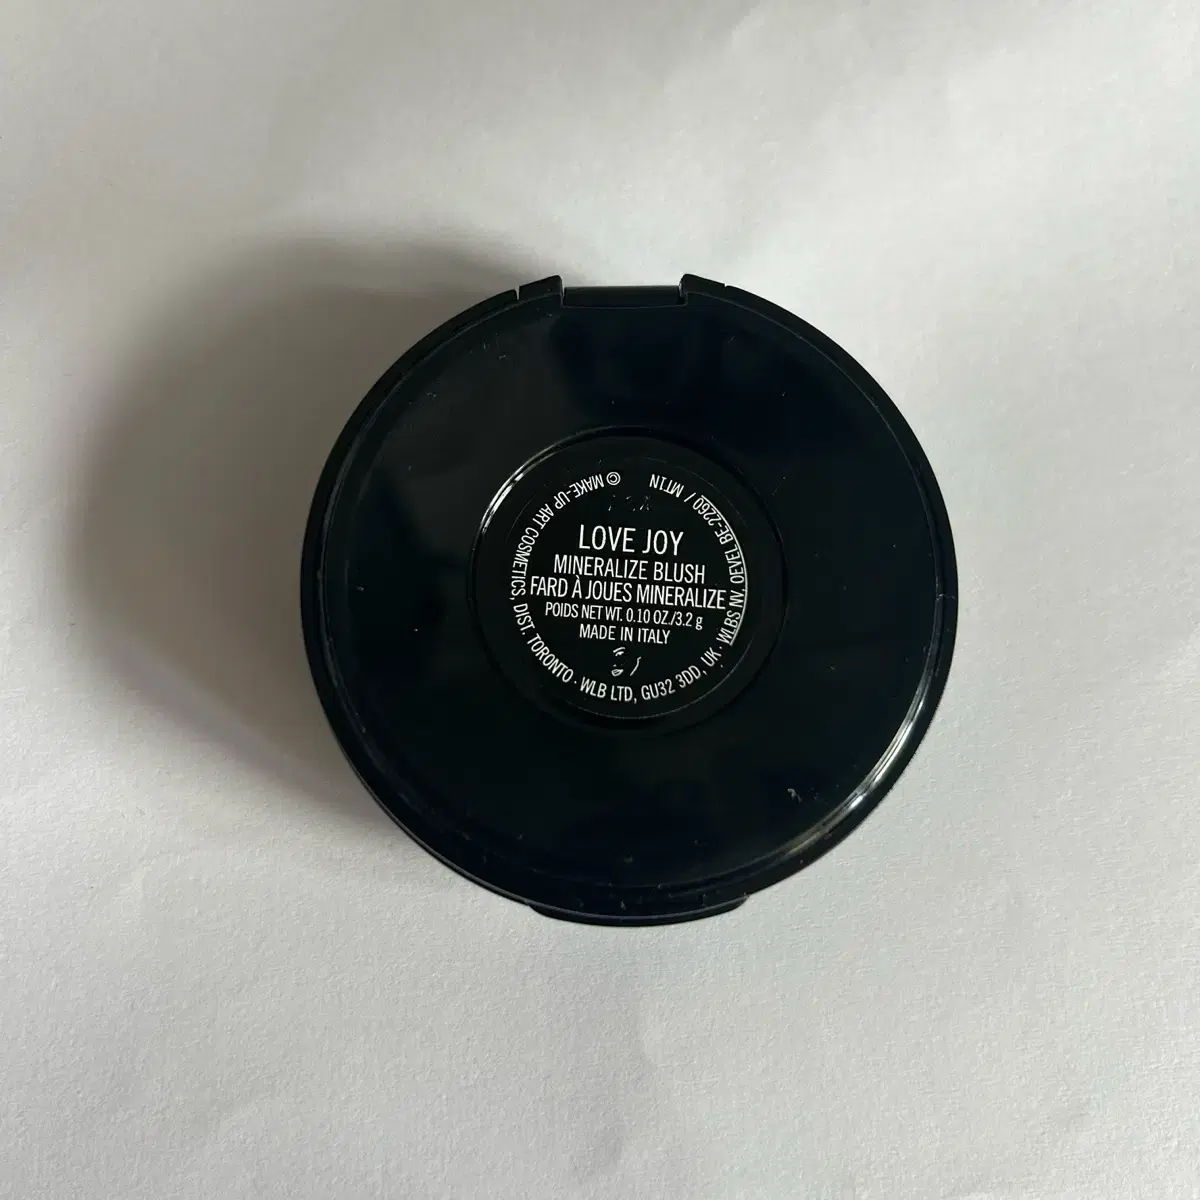 LOVE JOY
MINERALIZE BLUSH
FARD À JOUES MINERALIZE
POIDS NET WT. 0.10 OZ./3.2 g
MADE IN ITALY
© MAKE-UP ART COSMETICS, DIST. TORONTO · WLB LTD, GU32 3DD, UK · WLBS NV, OEVEL BE-2260 / MT1N